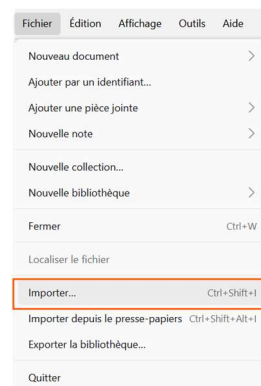 Fichier Édition Affichage Outils Aide
Nouveau document
Ajouter par un identifiant...
Ajouter une pièce jointe
Nouvelle note
Nouvelle collection...
Nouvelle bibliothèque
Fermer Ctrl+W
Localiser le fichier
Importer... Ctrl+Shift+I
Importer depuis le presse-papiers Ctrl+Shift+Alt+I
Exporter la bibliothèque...
Quitter